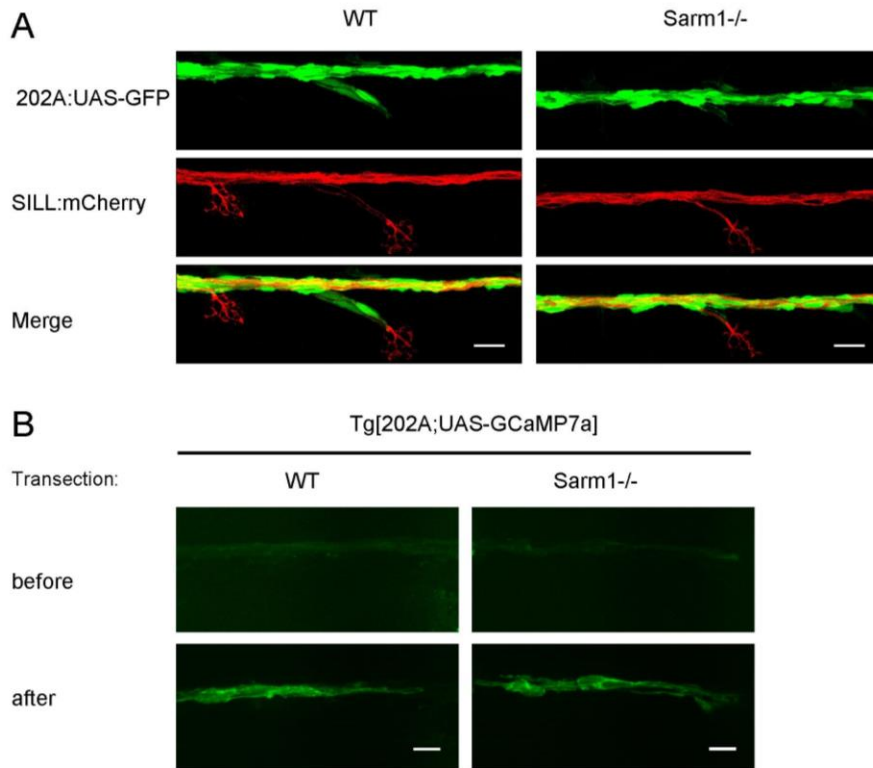 A
WT Sarm1-/-
202A:UAS-GFP
SILL:mCherry
Merge
B
Tg[202A;UAS-GCaMP7a]
Transection: WT Sarm1-/-
before
after